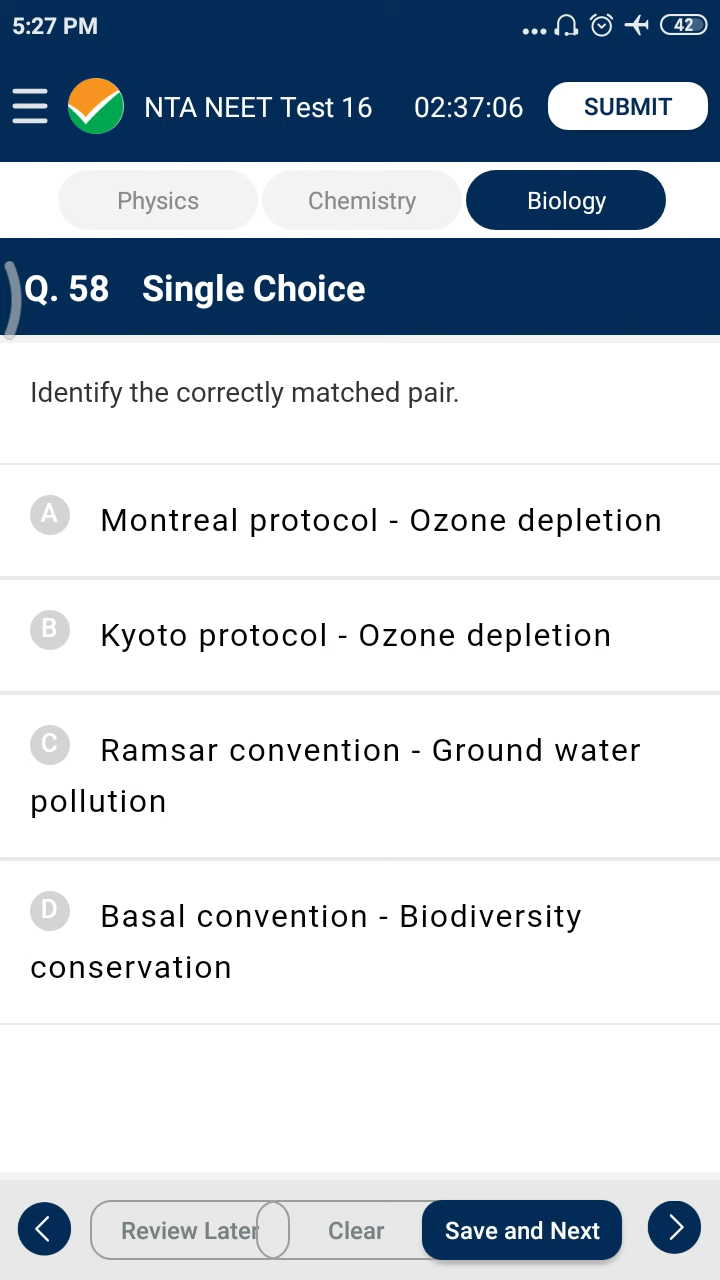 5:27 PM
42
NTA NEET Test 16 02:37:06 SUBMIT
Physics Chemistry Biology
Q. 58 Single Choice
Identify the correctly matched pair.
A Montreal protocol - Ozone depletion
B Kyoto protocol - Ozone depletion
C Ramsar convention - Ground water
pollution
D Basal convention - Biodiversity
conservation
Review Later Clear Save and Next